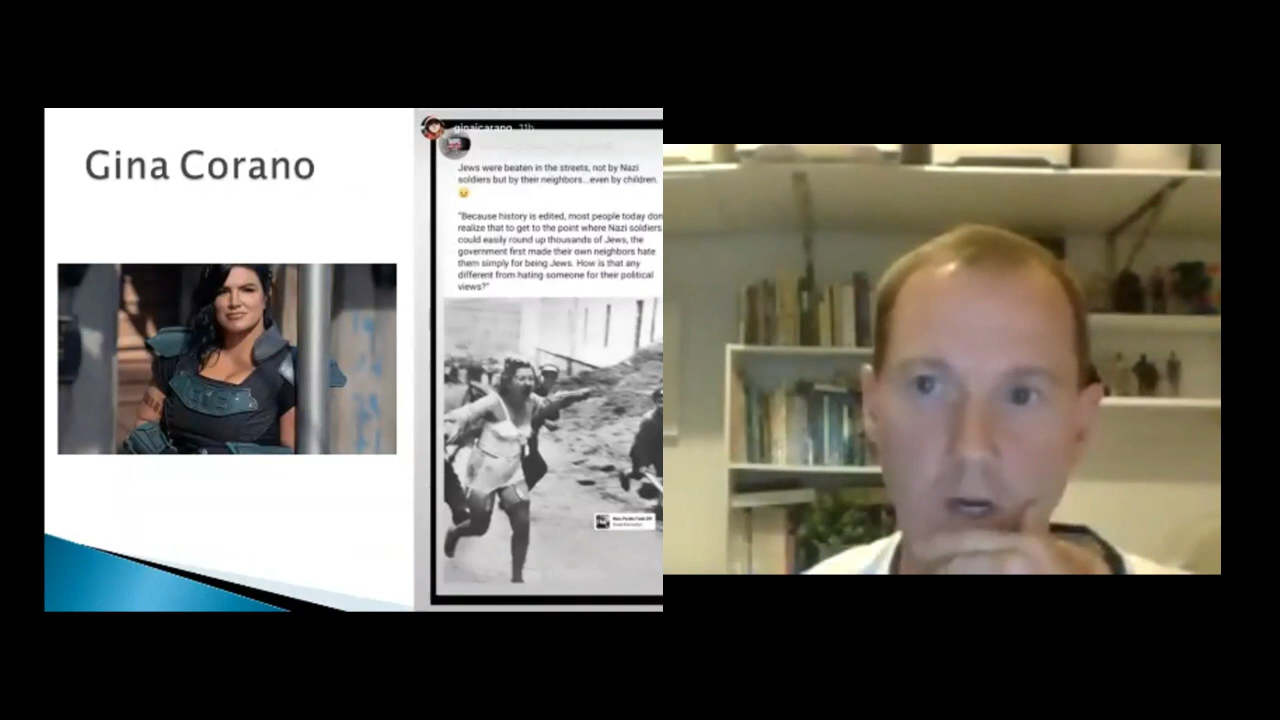 Gina Corano
ginajcarano 11h
Jews were beaten in the streets, not by Nazi
soldiers but by their neighbors...even by children.
"Because history is edited, most people today don
realize that to get to the point where Nazi soldiers
could easily round up thousands of Jews, the
government first made their own neighbors hate
them simply for being Jews. How is that any
different from hating someone for their political
views?"